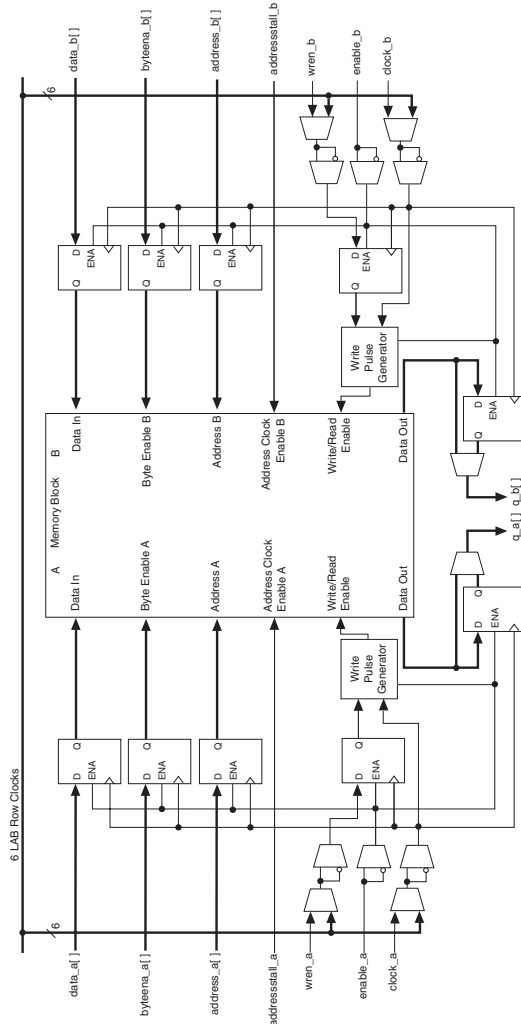 6 LAB Row Clocks
6
6
data_a[ ]
byteena_a[ ]
address_a[ ]
addressstall_a
wren_a
enable_a
clock_a
D
ENA
Q
D
ENA
Q
D
ENA
Q
D
ENA
Q
Write
Pulse
Generator
A
Memory Block
B
Data In
Byte Enable A
Address A
Address Clock
Enable A
Write/Read
Enable
Data Out
Data In
Byte Enable B
Address B
Address Clock
Enable B
Write/Read
Enable
Data Out
D
ENA
Q
q_a[ ]
q_b[ ]
D
ENA
Q
Write
Pulse
Generator
Q
D
ENA
Q
D
ENA
Q
D
ENA
Q
D
ENA
data_b[ ]
byteena_b[ ]
address_b[ ]
addressstall_b
wren_b
enable_b
clock_b